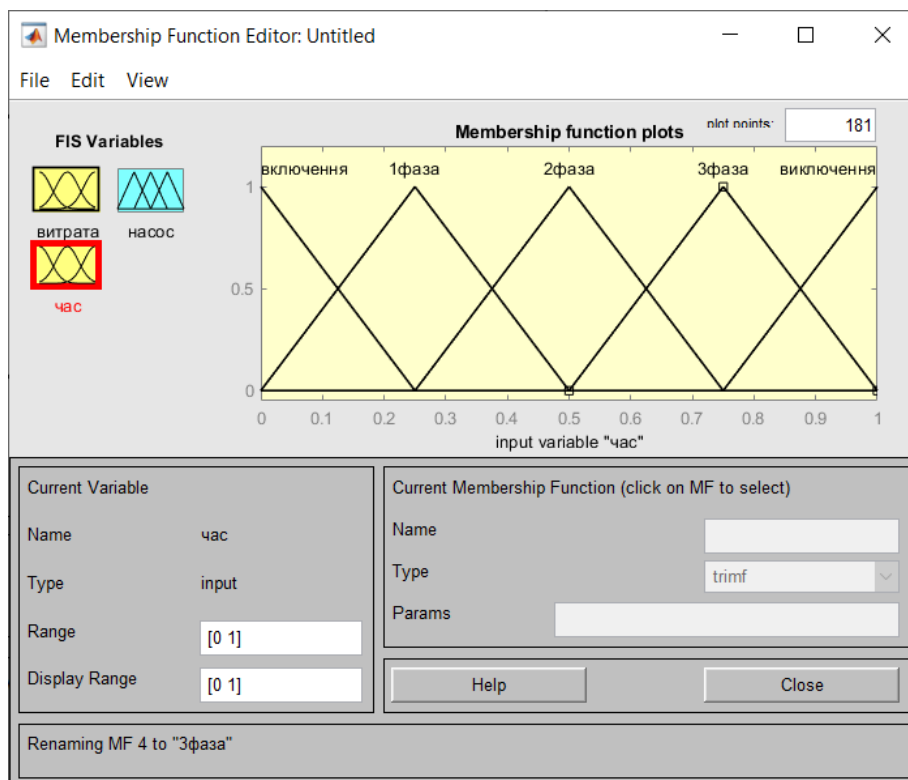 Membership Function Editor: Untitled
File Edit View
FIS Variables
витрата
насос
час
Membership function plots
plot points:
181
включення
1фаза
2фаза
3фаза
виключення
1
0.5
0
0 0.1 0.2 0.3 0.4 0.5 0.6 0.7 0.8 0.9 1
input variable "час"
Current Variable
Name час
Type input
Range [0 1]
Display Range [0 1]
Current Membership Function (click on MF to select)
Name
Type trimf
Params
Help Close
Renaming MF 4 to "3фаза"